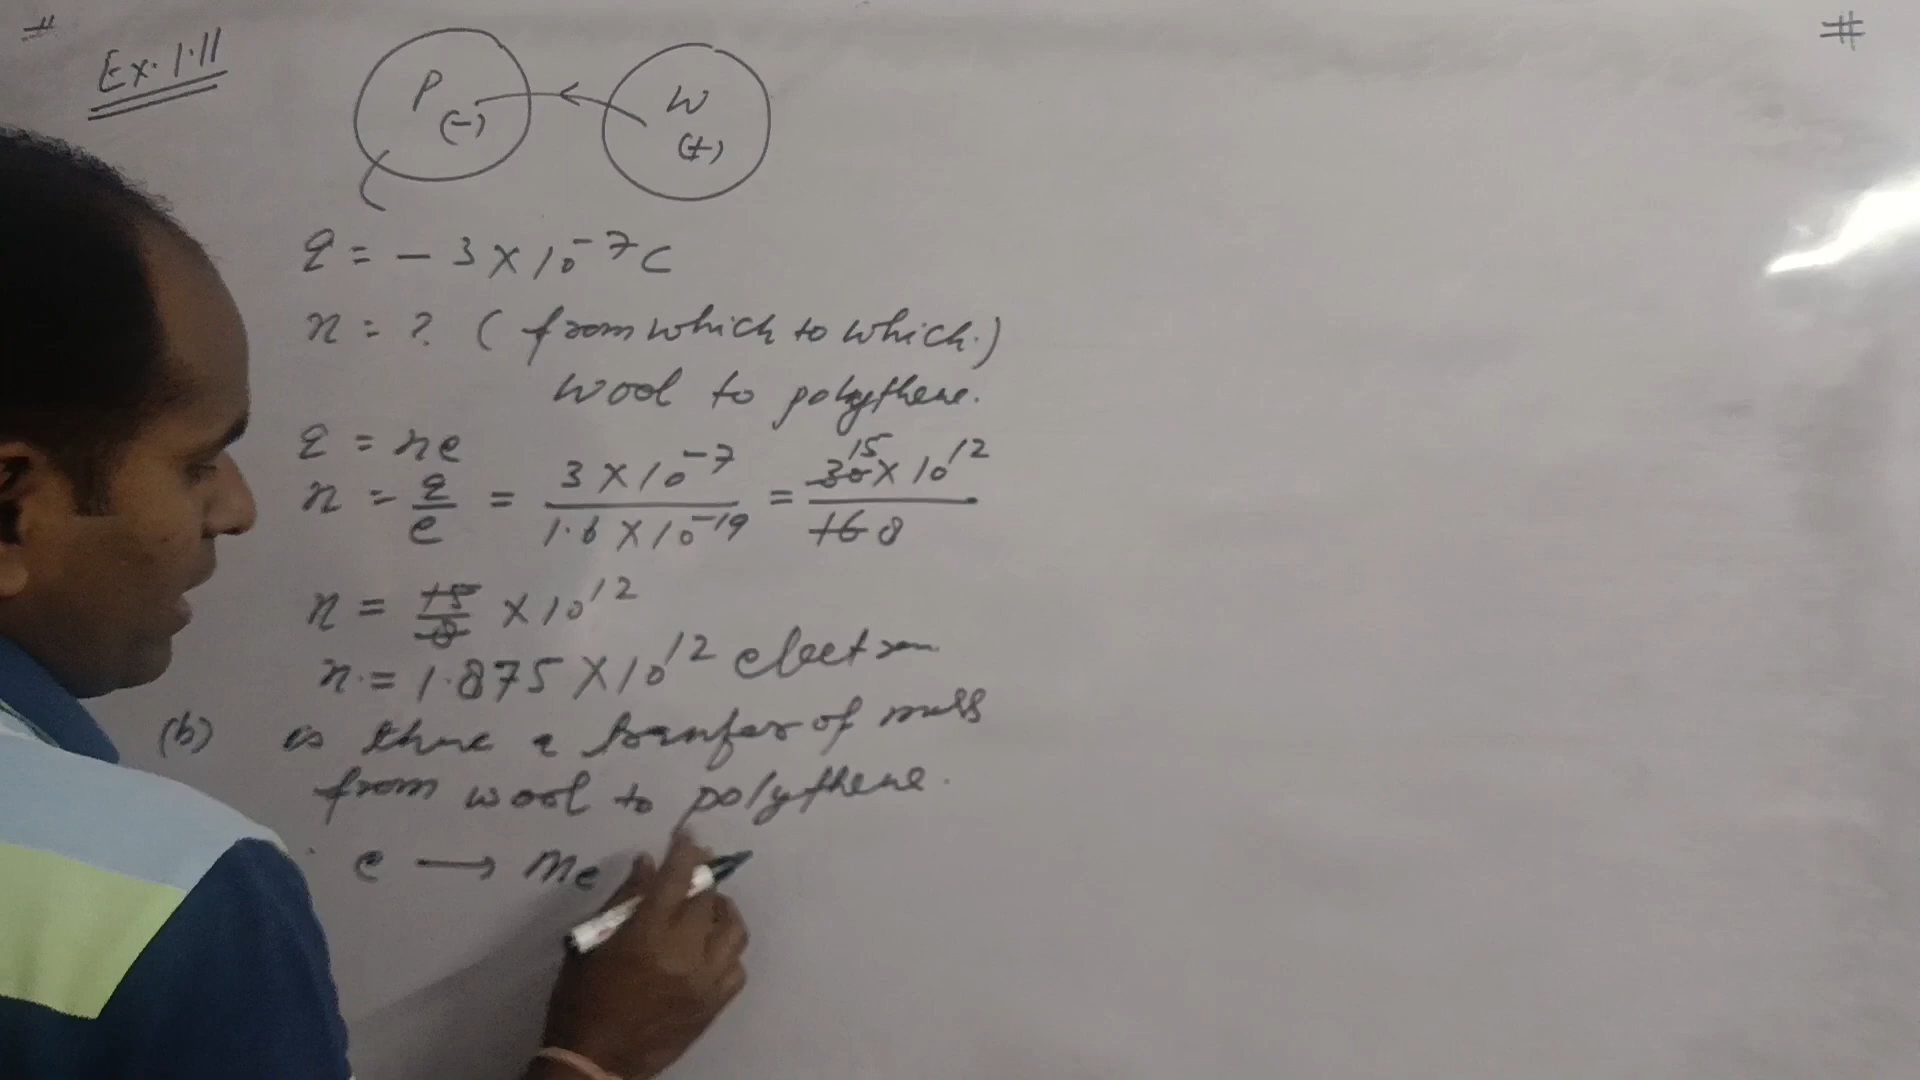 #
#
Ex. 1.11
P
(-)
W
(+)
q = - 3 × 10⁻⁷ C
n = ? ( from which to which.)
wool to polythene.
q = ne
n = q/e = 3 × 10⁻⁷ / 1.6 × 10⁻¹⁹ = 30 15 × 10¹² / 16 8
n = 15/8 × 10¹²
n = 1.875 × 10¹² electron
(b) is there a transfer of mass
from wool to polythene.
e → me